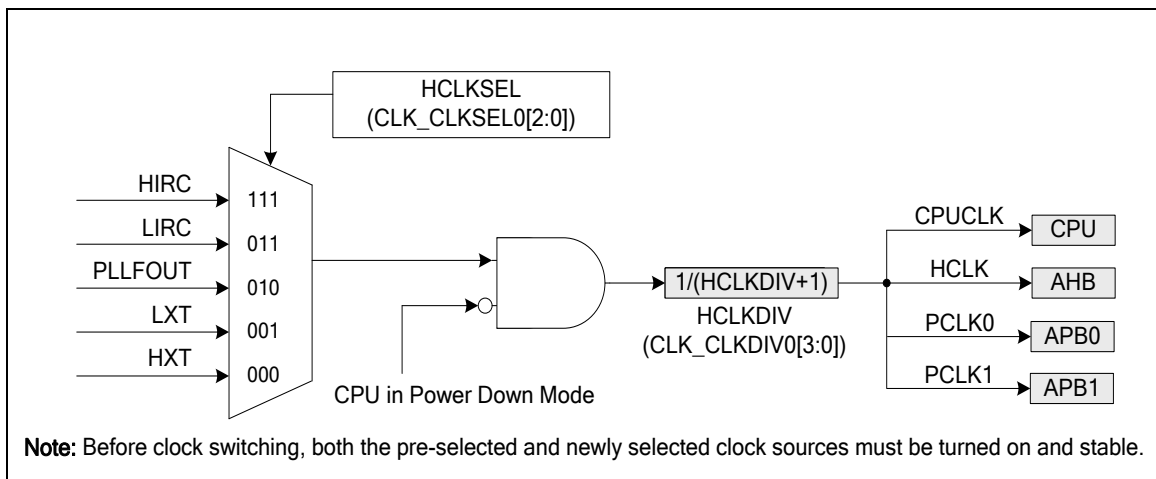 HCLKSEL
(CLK_CLKSEL0[2:0])
HIRC
111
LIRC
011
PLLFOUT
010
LXT
001
HXT
000
CPU in Power Down Mode
1/(HCLKDIV+1)
HCLKDIV
(CLK_CLKDIV0[3:0])
CPUCLK
CPU
HCLK
AHB
PCLK0
APB0
PCLK1
APB1
Note: Before clock switching, both the pre-selected and newly selected clock sources must be turned on and stable.